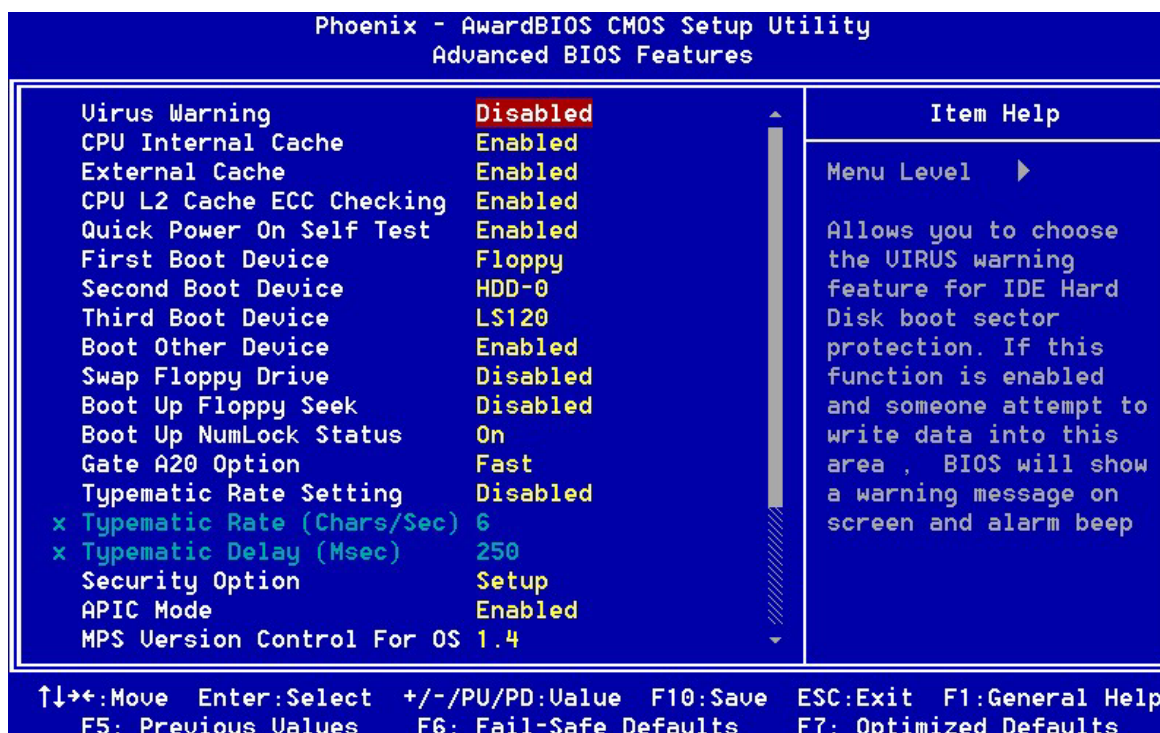 Phoenix - AwardBIOS CMOS Setup Utility
Advanced BIOS Features
Virus Warning Disabled
CPU Internal Cache Enabled
External Cache Enabled
CPU L2 Cache ECC Checking Enabled
Quick Power On Self Test Enabled
First Boot Device Floppy
Second Boot Device HDD-0
Third Boot Device LS120
Boot Other Device Enabled
Swap Floppy Drive Disabled
Boot Up Floppy Seek Disabled
Boot Up NumLock Status On
Gate A20 Option Fast
Typematic Rate Setting Disabled
x Typematic Rate (Chars/Sec) 6
x Typematic Delay (Msec) 250
Security Option Setup
APIC Mode Enabled
MPS Version Control For OS 1.4
Item Help
Menu Level ▶
Allows you to choose
the VIRUS warning
feature for IDE Hard
Disk boot sector
protection. If this
function is enabled
and someone attempt to
write data into this
area , BIOS will show
a warning message on
screen and alarm beep
↑↓→←:Move Enter:Select +/-/PU/PD:Value F10:Save ESC:Exit F1:General Help
F5: Previous Values F6: Fail-Safe Defaults F7: Optimized Defaults